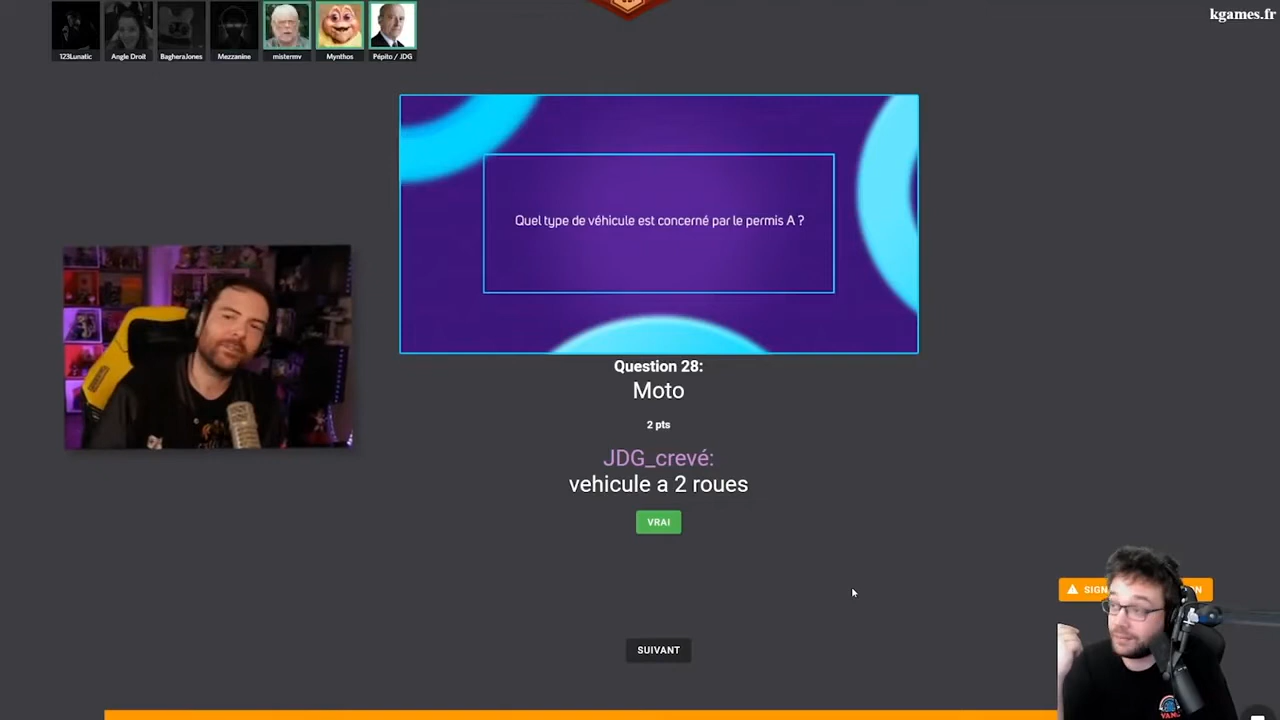 kgames.fr
123Lunatic
Angle Droit
BagheraJones
Mezzanine
mistermv
Mynthos
Pépito / JDG
Quel type de véhicule est concerné par le permis A ?
Question 28:
Moto
2 pts
JDG_crevé:
vehicule a 2 roues
VRAI
SUIVANT